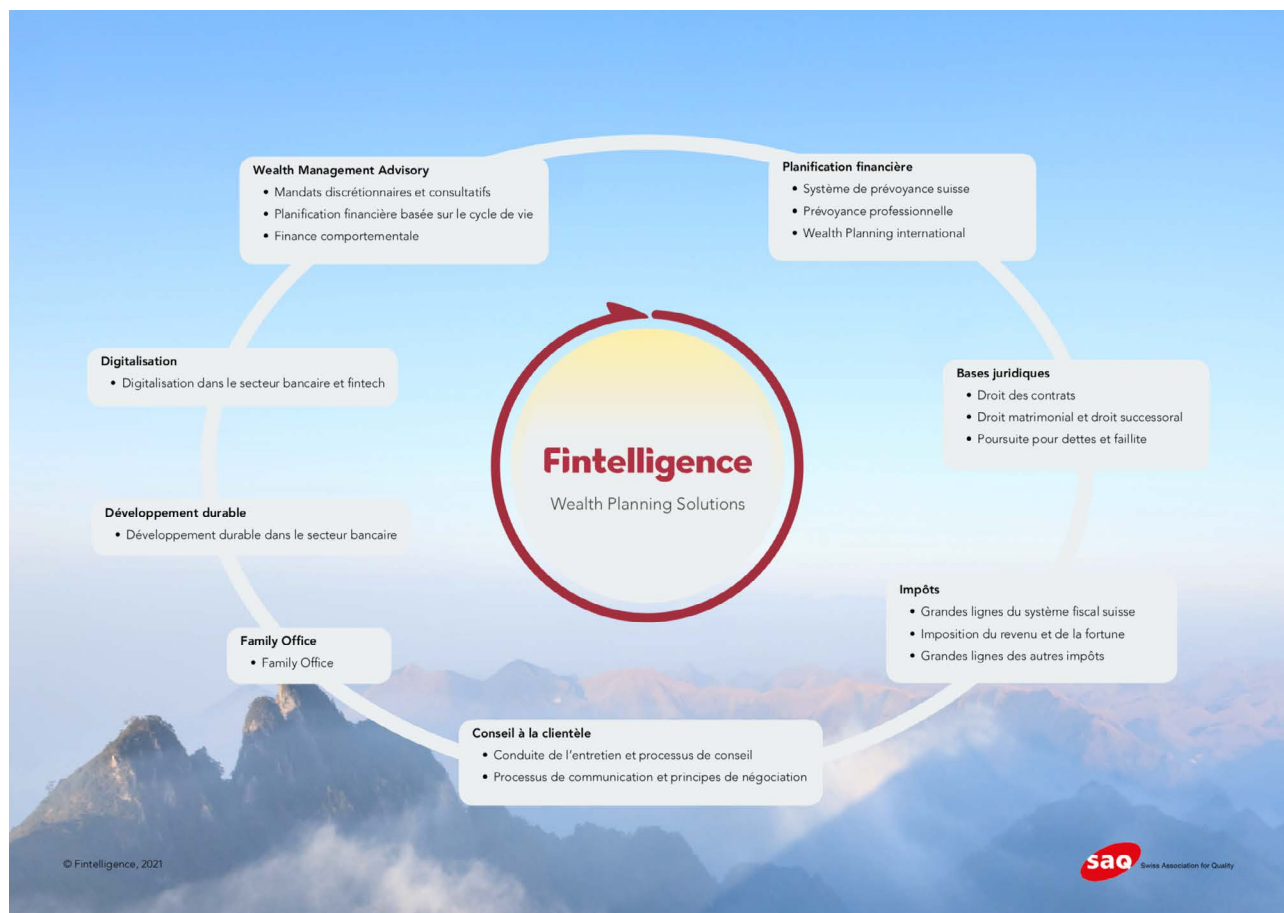 Wealth Management Advisory
• Mandats discrétionnaires et consultatifs
• Planification financière basée sur le cycle de vie
• Finance comportementale
Planification financière
• Système de prévoyance suisse
• Prévoyance professionnelle
• Wealth Planning international
Digitalisation
• Digitalisation dans le secteur bancaire et fintech
Bases juridiques
• Droit des contrats
• Droit matrimonial et droit successoral
• Poursuite pour dettes et faillite
Fintelligence
Wealth Planning Solutions
Développement durable
• Développement durable dans le secteur bancaire
Impôts
• Grandes lignes du système fiscal suisse
• Imposition du revenu et de la fortune
• Grandes lignes des autres impôts
Family Office
• Family Office
Conseil à la clientèle
• Conduite de l'entretien et processus de conseil
• Processus de communication et principes de négociation
© Fintelligence, 2021
saq Swiss Association for Quality